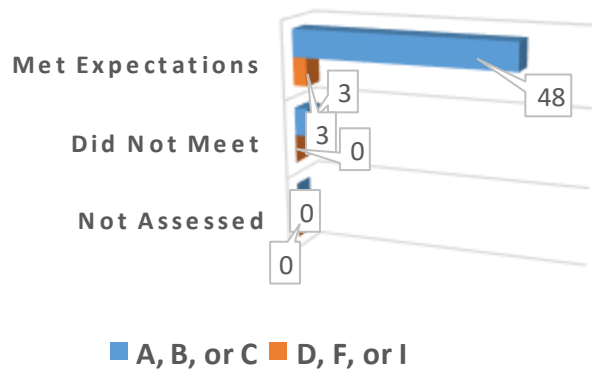 Met Expectations
3
48
3
Did Not Meet
0
Not Assessed
0
0
A, B, or C D, F, or I